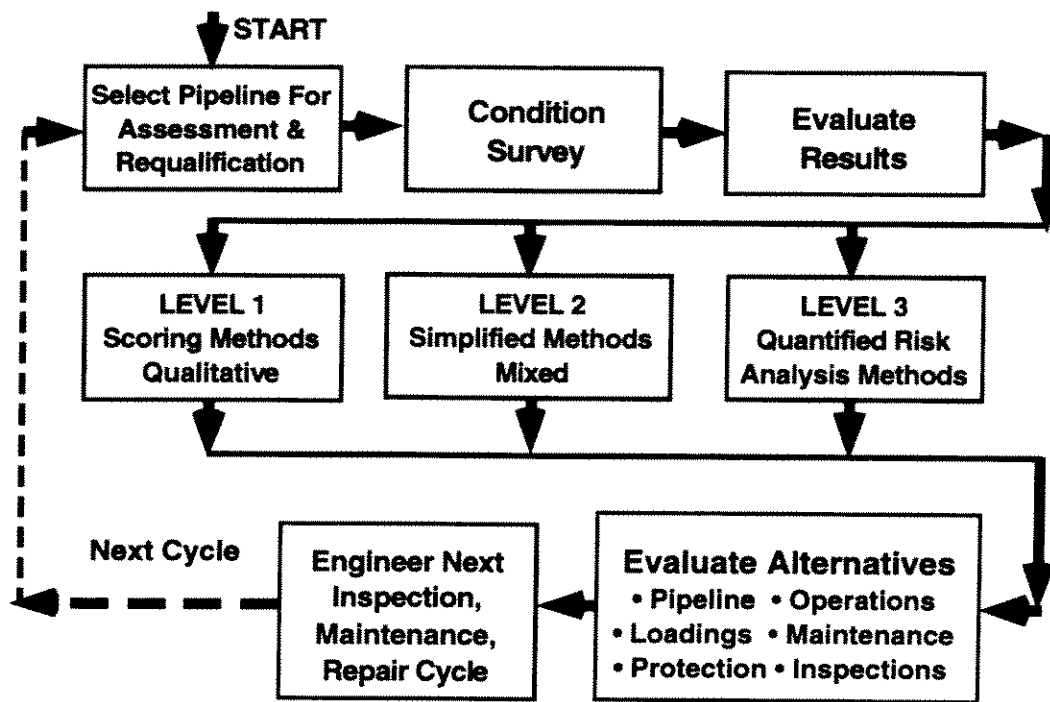 START
Select Pipeline For
Assessment &
Requalification
Condition
Survey
Evaluate
Results
LEVEL 1
Scoring Methods
Qualitative
LEVEL 2
Simplified Methods
Mixed
LEVEL 3
Quantified Risk
Analysis Methods
Next Cycle
Engineer Next
Inspection,
Maintenance,
Repair Cycle
Evaluate Alternatives
• Pipeline • Operations
• Loadings • Maintenance
• Protection • Inspections